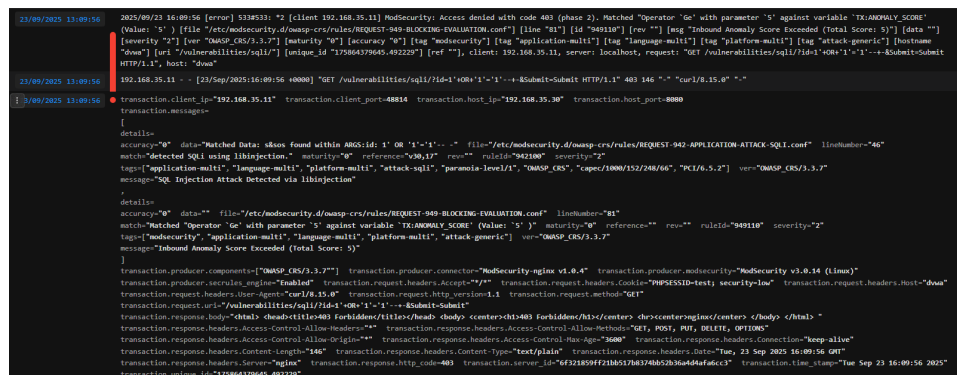 23/09/2025 13:09:56 2025/09/23 16:09:56 [error] 533#533: *2 [client 192.168.35.11] ModSecurity: Access denied with code 403 (phase 2). Matched "Operator `Ge' with parameter `5' against variable `TX:ANOMALY_SCORE'
(Value: `5' ) [file "/etc/modsecurity.d/owasp-crs/rules/REQUEST-949-BLOCKING-EVALUATION.conf"] [line "81"] [id "949110"] [rev ""] [msg "Inbound Anomaly Score Exceeded (Total Score: 5)"] [data ""]
[severity "2"] [ver "OWASP_CRS/3.3.7"] [maturity "0"] [accuracy "0"] [tag "modsecurity"] [tag "application-multi"] [tag "language-multi"] [tag "platform-multi"] [tag "attack-generic"] [hostname
"dvwa"] [uri "/vulnerabilities/sqli/"] [unique_id "175864379645.492229"] [ref ""], client: 192.168.35.11, server: localhost, request: "GET /vulnerabilities/sqli/?id=1'+OR+'1'='1'--+-&Submit=Submit
HTTP/1.1", host: "dvwa"
23/09/2025 13:09:56 192.168.35.11 - - [23/Sep/2025:16:09:56 +0000] "GET /vulnerabilities/sqli/?id=1'+OR+'1'='1'--+-&Submit=Submit HTTP/1.1" 403 146 "-" "curl/8.15.0" "-"
3/09/2025 13:09:56 transaction.client_ip="192.168.35.11" transaction.client_port=48814 transaction.host_ip="192.168.35.30" transaction.host_port=8080
transaction.messages=
[
details=
accuracy="0" data="Matched Data: s&sos found within ARGS:id: 1' OR '1'='1'-- -" file="/etc/modsecurity.d/owasp-crs/rules/REQUEST-942-APPLICATION-ATTACK-SQLI.conf" lineNumber="46"
match="detected SQLi using libinjection." maturity="0" reference="v30,17" rev="" ruleId="942100" severity="2"
tags=["application-multi", "language-multi", "platform-multi", "attack-sqli", "paranoia-level/1", "OWASP_CRS", "capec/1000/152/248/66", "PCI/6.5.2"] ver="OWASP_CRS/3.3.7"
message="SQL Injection Attack Detected via libinjection"
,
details=
accuracy="0" data="" file="/etc/modsecurity.d/owasp-crs/rules/REQUEST-949-BLOCKING-EVALUATION.conf" lineNumber="81"
match="Matched "Operator `Ge' with parameter `5' against variable `TX:ANOMALY_SCORE' (Value: `5' )" maturity="0" reference="" rev="" ruleId="949110" severity="2"
tags=["modsecurity", "application-multi", "language-multi", "platform-multi", "attack-generic"] ver="OWASP_CRS/3.3.7"
message="Inbound Anomaly Score Exceeded (Total Score: 5)"
]
transaction.producer.components=["OWASP_CRS/3.3.7""] transaction.producer.connector="ModSecurity-nginx v1.0.4" transaction.producer.modsecurity="ModSecurity v3.0.14 (Linux)"
transaction.producer.secrules_engine="Enabled" transaction.request.headers.Accept="*/*" transaction.request.headers.Cookie="PHPSESSID=test; security=low" transaction.request.headers.Host="dvwa"
transaction.request.headers.User-Agent="curl/8.15.0" transaction.request.http_version=1.1 transaction.request.method="GET"
transaction.request.uri="/vulnerabilities/sqli/?id=1'+OR+'1'='1'--+-&Submit=Submit"
transaction.response.body="<html> <head><title>403 Forbidden</title></head> <body> <center><h1>403 Forbidden</h1></center> <hr><center>nginx</center> </body> </html> "
transaction.response.headers.Access-Control-Allow-Headers="*" transaction.response.headers.Access-Control-Allow-Methods="GET, POST, PUT, DELETE, OPTIONS"
transaction.response.headers.Access-Control-Allow-Origin="*" transaction.response.headers.Access-Control-Max-Age="3600" transaction.response.headers.Connection="keep-alive"
transaction.response.headers.Content-Length="146" transaction.response.headers.Content-Type="text/plain" transaction.response.headers.Date="Tue, 23 Sep 2025 16:09:56 GMT"
transaction.response.headers.Server="nginx" transaction.response.http_code=403 transaction.server_id="6f321859ff21bb517b8374bb52b36a4d4afa6cc3" transaction.time_stamp="Tue Sep 23 16:09:56 2025"
transaction.unique_id="175864379645.492229"